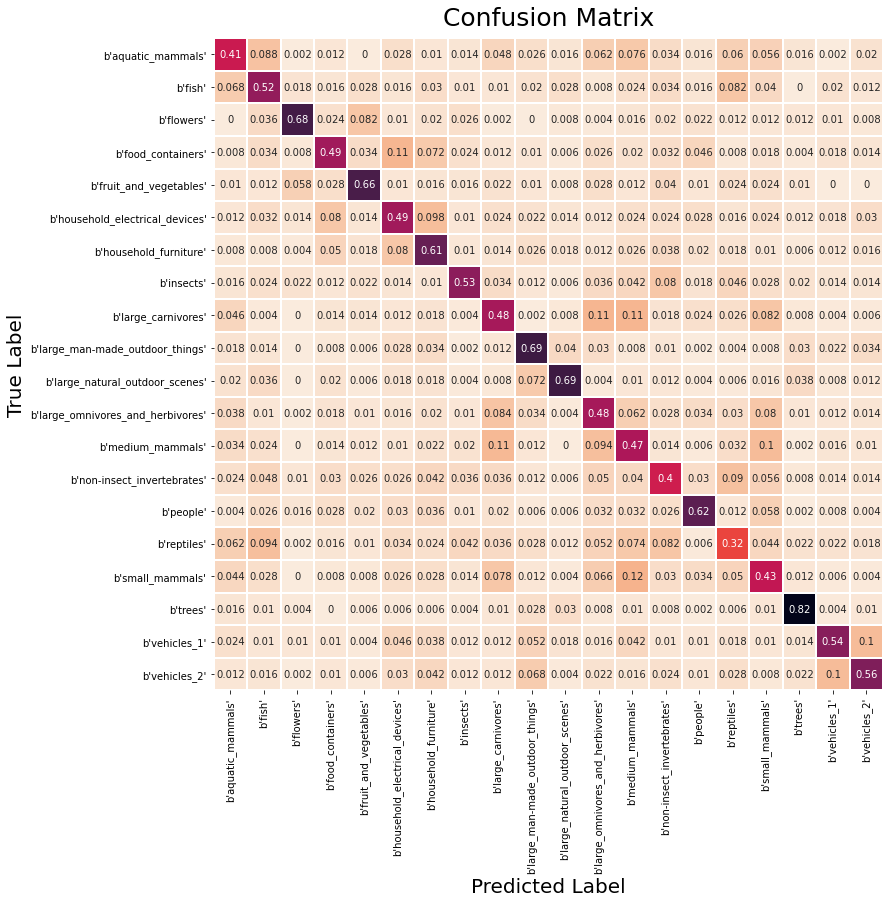 Confusion Matrix
True Label
b'aquatic_mammals' 0.41 0.088 0.002 0.012 0 0.028 0.01 0.014 0.048 0.026 0.016 0.062 0.076 0.034 0.016 0.06 0.056 0.016 0.002 0.02
b'fish' 0.068 0.52 0.018 0.016 0.028 0.016 0.03 0.01 0.01 0.02 0.028 0.008 0.024 0.034 0.016 0.082 0.04 0 0.02 0.012
b'flowers' 0 0.036 0.68 0.024 0.082 0.01 0.02 0.026 0.002 0 0.008 0.004 0.016 0.02 0.022 0.012 0.012 0.012 0.01 0.008
b'food_containers' 0.008 0.034 0.008 0.49 0.034 0.11 0.072 0.024 0.012 0.01 0.006 0.026 0.02 0.032 0.046 0.008 0.018 0.004 0.018 0.014
b'fruit_and_vegetables' 0.01 0.012 0.058 0.028 0.66 0.01 0.016 0.016 0.022 0.01 0.008 0.028 0.012 0.04 0.01 0.024 0.024 0.01 0 0
b'household_electrical_devices' 0.012 0.032 0.014 0.08 0.014 0.49 0.098 0.01 0.024 0.022 0.014 0.012 0.024 0.024 0.028 0.016 0.024 0.012 0.018 0.03
b'household_furniture' 0.008 0.008 0.004 0.05 0.018 0.08 0.61 0.01 0.014 0.026 0.018 0.012 0.026 0.038 0.02 0.018 0.01 0.006 0.012 0.016
b'insects' 0.016 0.024 0.022 0.012 0.022 0.014 0.01 0.53 0.034 0.012 0.006 0.036 0.042 0.08 0.018 0.046 0.028 0.02 0.014 0.014
b'large_carnivores' 0.046 0.004 0 0.014 0.014 0.012 0.018 0.004 0.48 0.002 0.008 0.11 0.11 0.018 0.024 0.026 0.082 0.008 0.004 0.006
b'large_man-made_outdoor_things' 0.018 0.014 0 0.008 0.006 0.028 0.034 0.002 0.012 0.69 0.04 0.03 0.008 0.01 0.002 0.004 0.008 0.03 0.022 0.034
b'large_natural_outdoor_scenes' 0.02 0.036 0 0.02 0.006 0.018 0.018 0.004 0.008 0.072 0.69 0.004 0.01 0.012 0.004 0.006 0.016 0.038 0.008 0.012
b'large_omnivores_and_herbivores' 0.038 0.01 0.002 0.018 0.01 0.016 0.02 0.01 0.084 0.034 0.004 0.48 0.062 0.028 0.034 0.03 0.08 0.01 0.012 0.014
b'medium_mammals' 0.034 0.024 0 0.014 0.012 0.01 0.022 0.02 0.11 0.012 0 0.094 0.47 0.014 0.006 0.032 0.1 0.002 0.016 0.01
b'non-insect_invertebrates' 0.024 0.048 0.01 0.03 0.026 0.026 0.042 0.036 0.036 0.012 0.006 0.05 0.04 0.4 0.03 0.09 0.056 0.008 0.014 0.014
b'people' 0.004 0.026 0.016 0.028 0.02 0.03 0.036 0.01 0.02 0.006 0.006 0.032 0.032 0.026 0.62 0.012 0.058 0.002 0.008 0.004
b'reptiles' 0.062 0.094 0.002 0.016 0.01 0.034 0.024 0.042 0.036 0.028 0.012 0.052 0.074 0.082 0.006 0.32 0.044 0.022 0.022 0.018
b'small_mammals' 0.044 0.028 0 0.008 0.008 0.026 0.028 0.014 0.078 0.012 0.004 0.066 0.12 0.03 0.034 0.05 0.43 0.012 0.006 0.004
b'trees' 0.016 0.01 0.004 0 0.006 0.006 0.006 0.004 0.01 0.028 0.03 0.008 0.01 0.008 0.002 0.006 0.01 0.82 0.004 0.01
b'vehicles_1' 0.024 0.01 0.01 0.01 0.004 0.046 0.038 0.012 0.012 0.052 0.018 0.016 0.042 0.01 0.01 0.018 0.01 0.014 0.54 0.1
b'vehicles_2' 0.012 0.016 0.002 0.01 0.006 0.03 0.042 0.012 0.012 0.068 0.004 0.022 0.016 0.024 0.01 0.028 0.008 0.022 0.1 0.56
b'aquatic_mammals'
b'fish'
b'flowers'
b'food_containers'
b'fruit_and_vegetables'
b'household_electrical_devices'
b'household_furniture'
b'insects'
b'large_carnivores'
b'large_man-made_outdoor_things'
b'large_natural_outdoor_scenes'
b'large_omnivores_and_herbivores'
b'medium_mammals'
b'non-insect_invertebrates'
b'people'
b'reptiles'
b'small_mammals'
b'trees'
b'vehicles_1'
b'vehicles_2'
Predicted Label